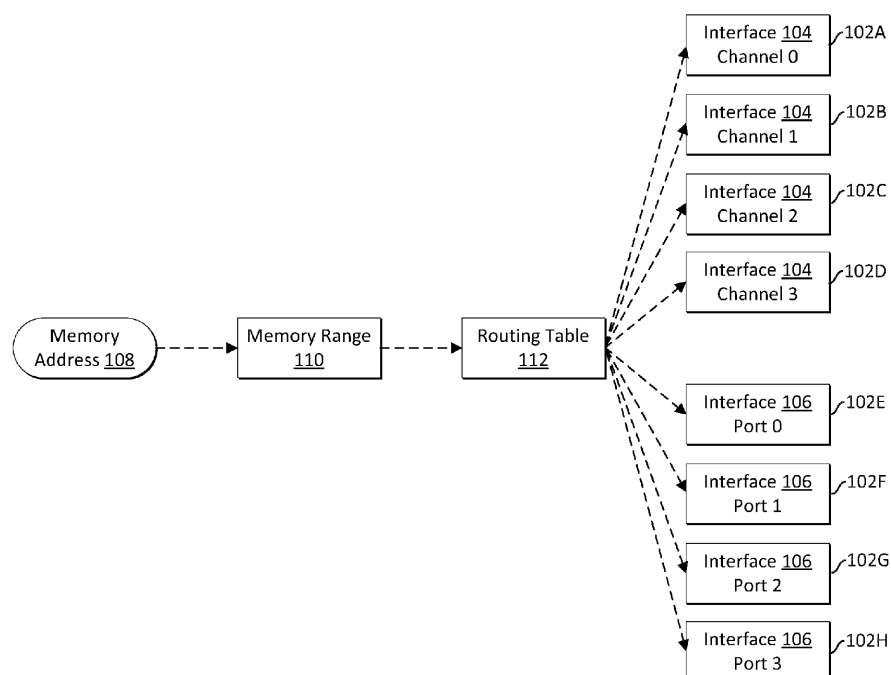 Interface 104
Channel 0
102A
Interface 104
Channel 1
102B
Interface 104
Channel 2
102C
Interface 104
Channel 3
102D
Memory
Address 108
Memory Range
110
Routing Table
112
Interface 106
Port 0
102E
Interface 106
Port 1
102F
Interface 106
Port 2
102G
Interface 106
Port 3
102H